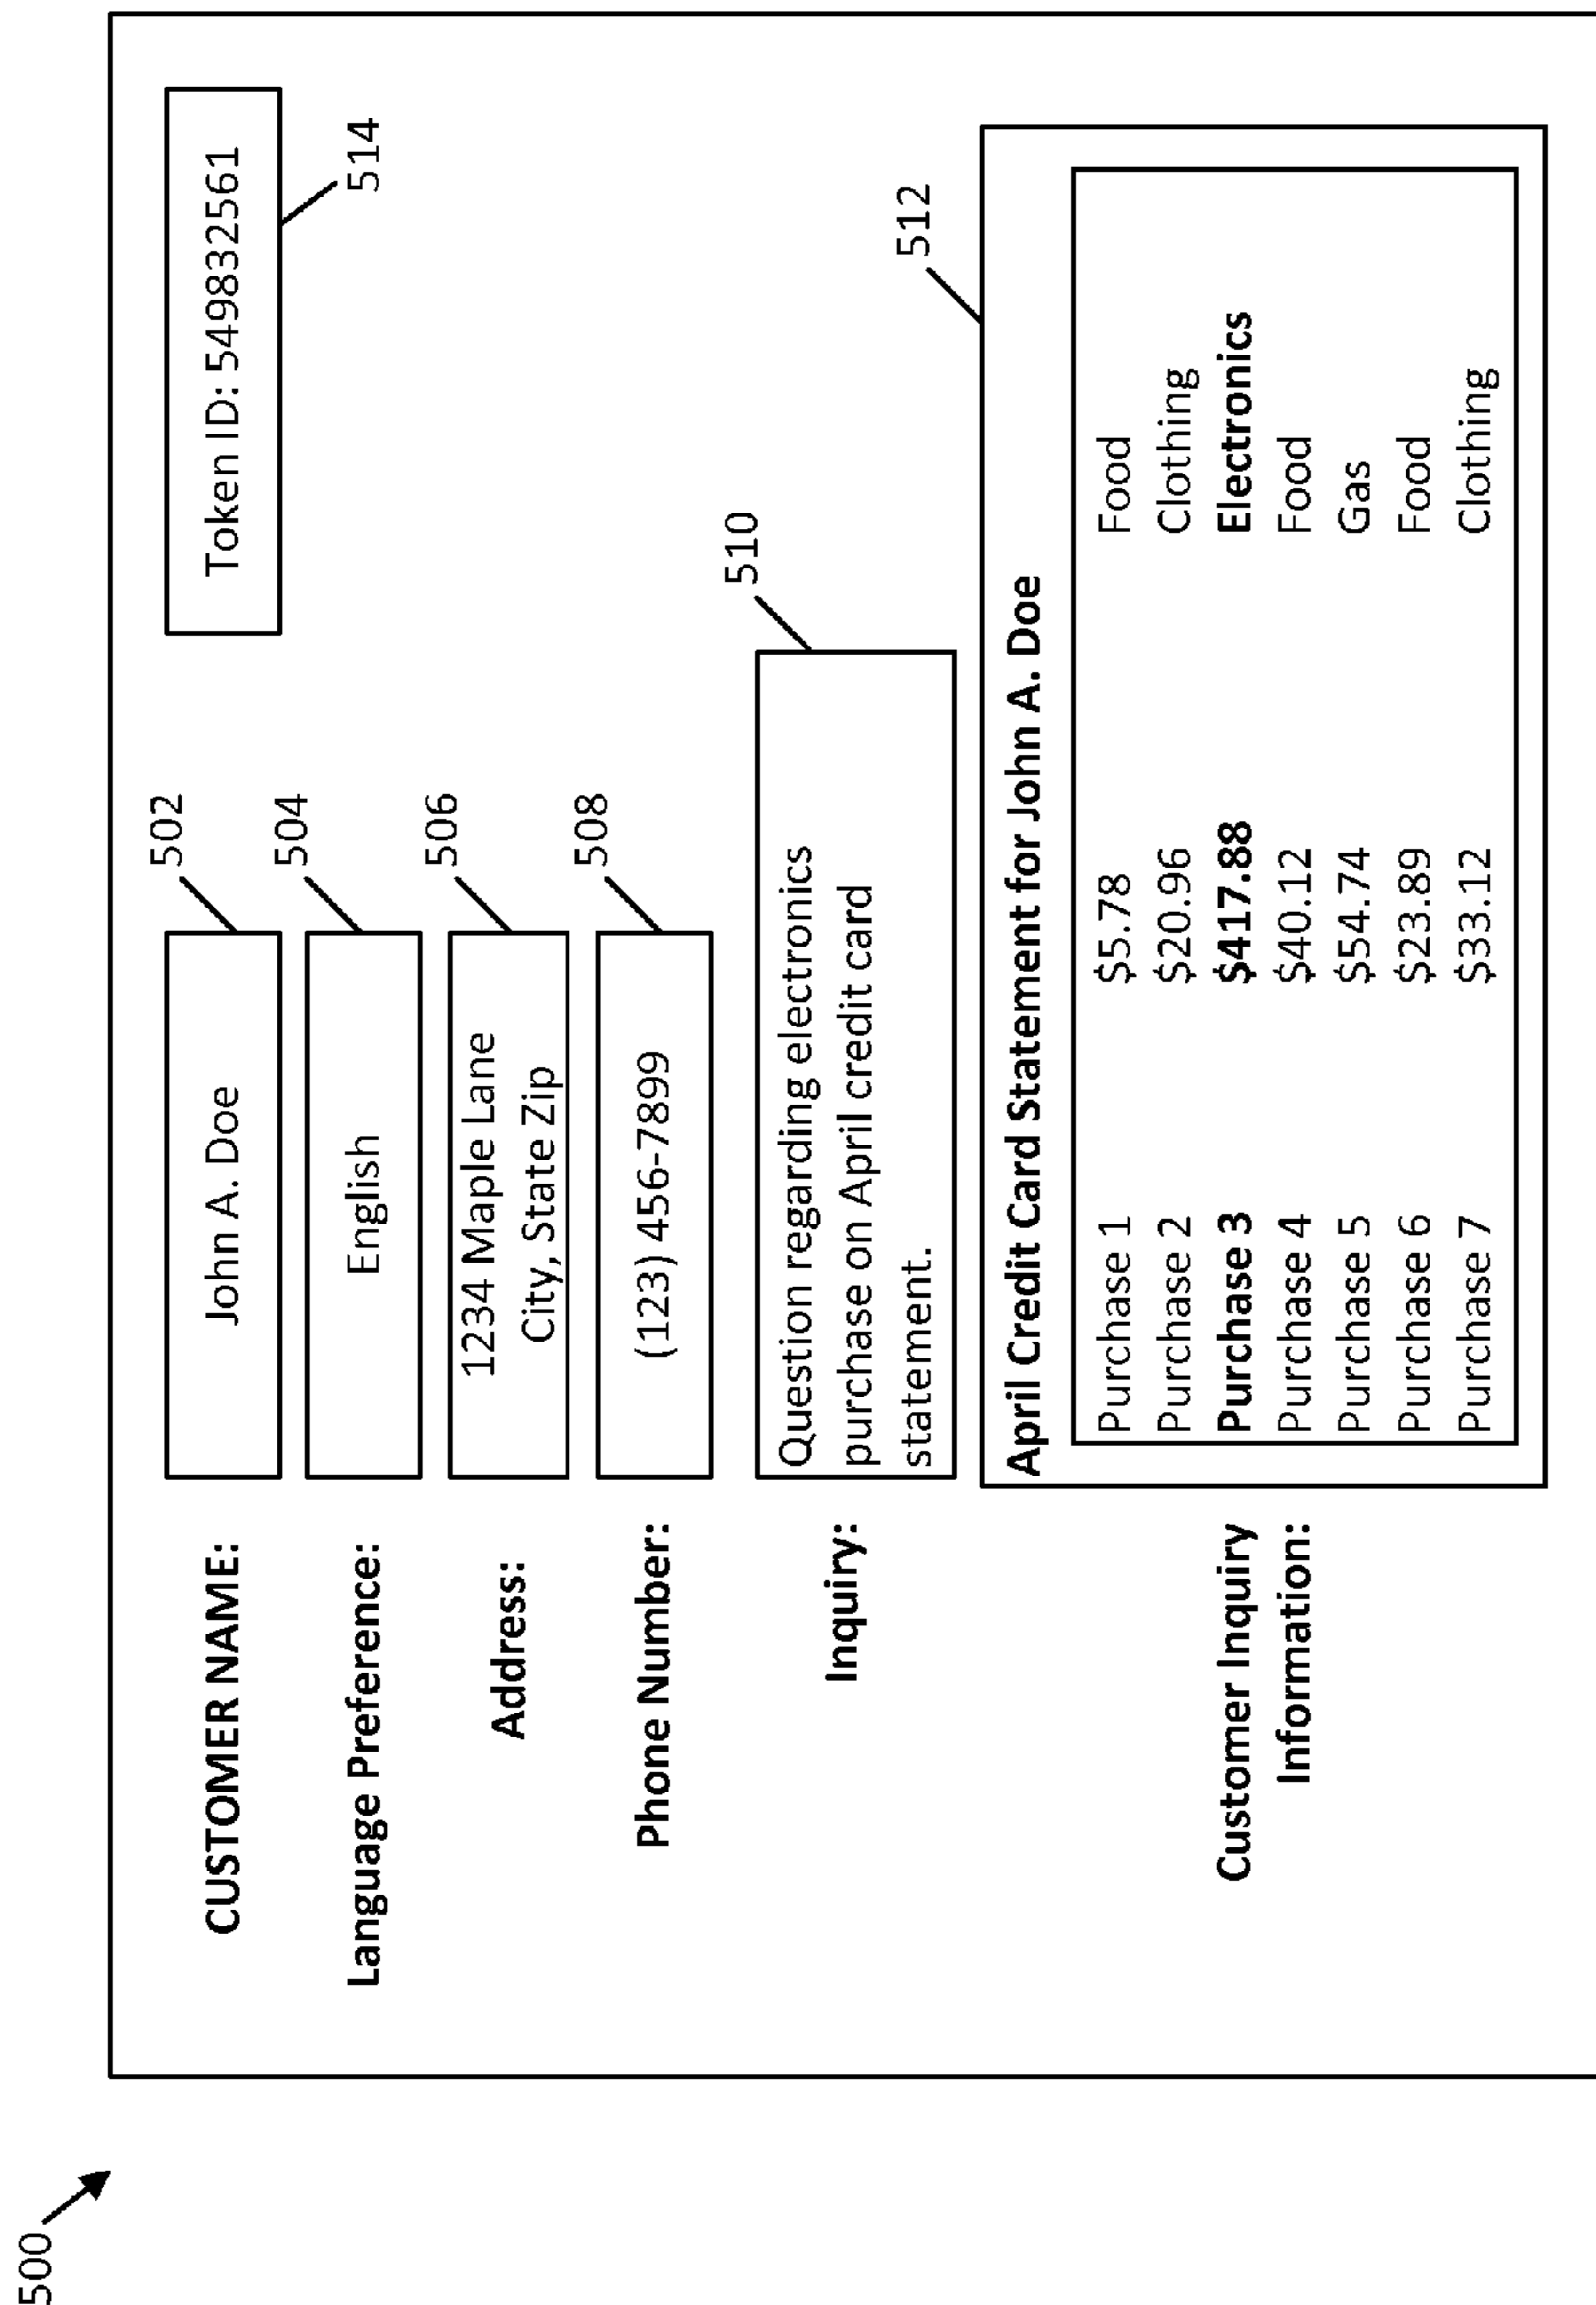 500
CUSTOMER NAME:
John A. Doe
502
Token ID: 549832561
514
Language Preference:
English
504
Address:
1234 Maple Lane
City, State Zip
506
Phone Number:
(123) 456-7899
508
Inquiry:
Question regarding electronics
purchase on April credit card
statement.
510
Customer Inquiry
Information:
512
April Credit Card Statement for John A. Doe
Purchase 1 $5.78 Food
Purchase 2 $20.96 Clothing
Purchase 3 $417.88 Electronics
Purchase 4 $40.12 Food
Purchase 5 $54.74 Gas
Purchase 6 $23.89 Food
Purchase 7 $33.12 Clothing